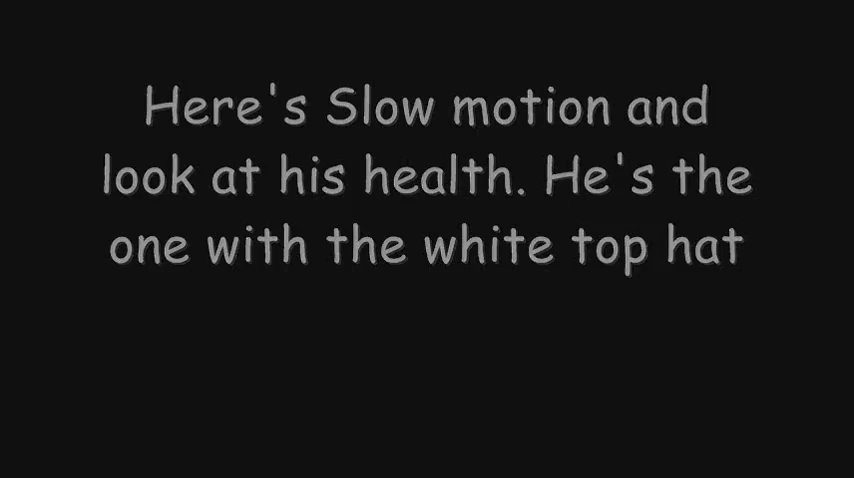 Here's Slow motion and
look at his health. He's the
one with the white top hat